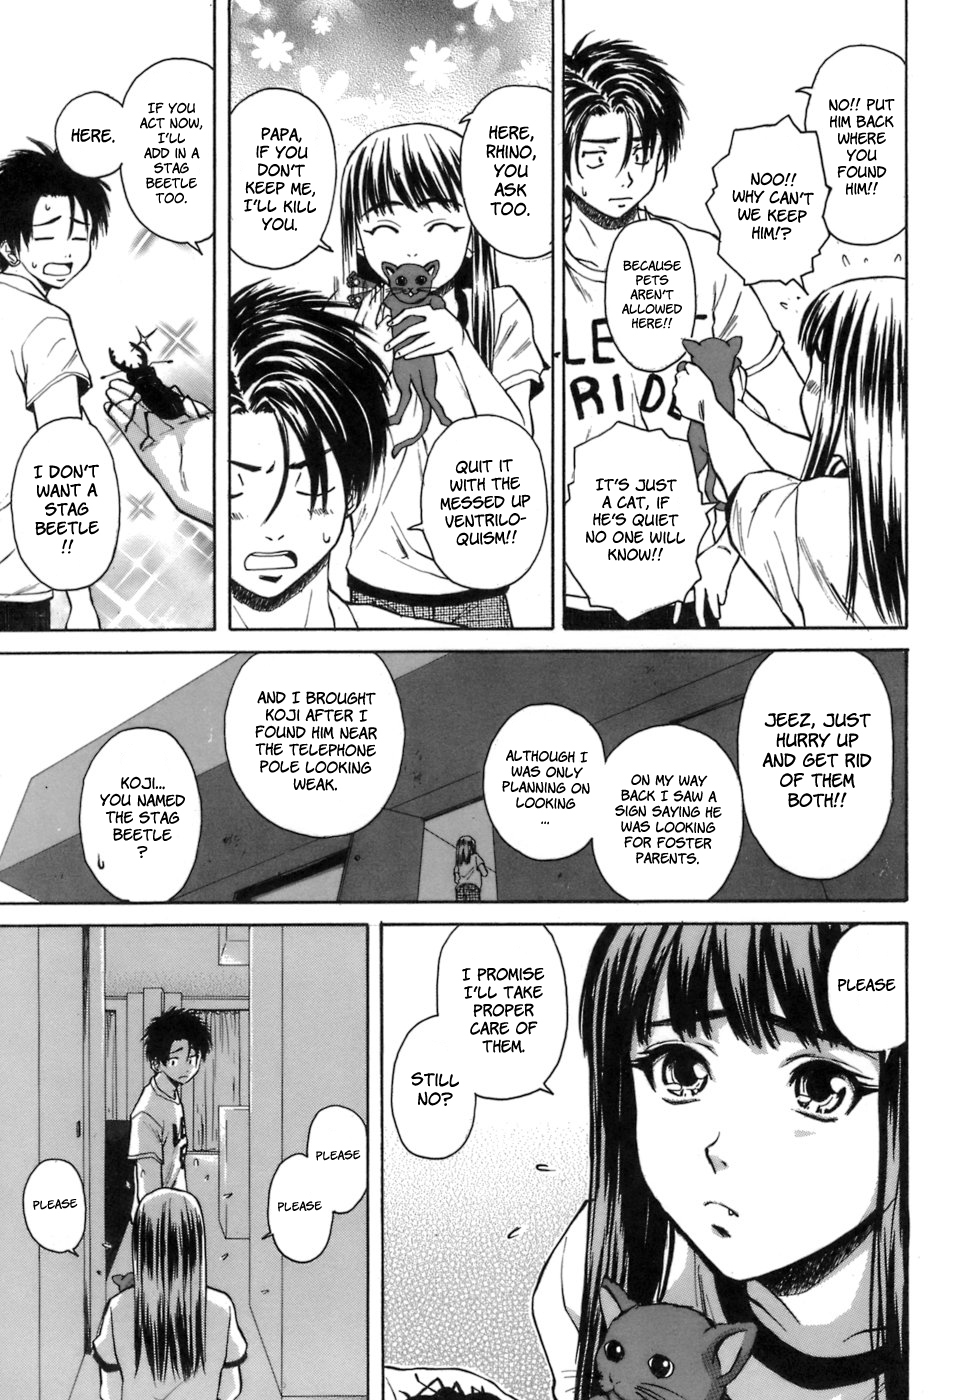 NO!! PUT
HIM BACK
WHERE
YOU
FOUND
HIM!!
NOO!!
WHY CAN'T
WE KEEP
HIM!?
BECAUSE
PETS
AREN'T
ALLOWED
HERE!!
IT'S JUST
A CAT, IF
HE'S QUIET
NO ONE WILL
KNOW!!
RIDE
HERE,
RHINO,
YOU
ASK
TOO.
PAPA,
IF YOU
DON'T
KEEP ME,
I'LL KILL
YOU.
QUIT IT
WITH THE
MESSED UP
VENTRILO-
QUISM!!
IF YOU
ACT NOW,
I'LL
ADD IN A
STAG
BEETLE
TOO.
HERE.
I DON'T
WANT A
STAG
BEETLE
!!
JEEZ, JUST
HURRY UP
AND GET RID
OF THEM
BOTH!!
ON MY WAY
BACK I SAW A
SIGN SAYING HE
WAS LOOKING
FOR FOSTER
PARENTS.
ALTHOUGH I
WAS ONLY
PLANNING ON
LOOKING
...
AND I BROUGHT
KOJI AFTER I
FOUND HIM NEAR
THE TELEPHONE
POLE LOOKING
WEAK.
KOJI...
YOU NAMED
THE STAG
BEETLE
?
PLEASE
I PROMISE
I'LL TAKE
PROPER
CARE OF
THEM.
STILL
NO?
PLEASE
PLEASE
PLEASE